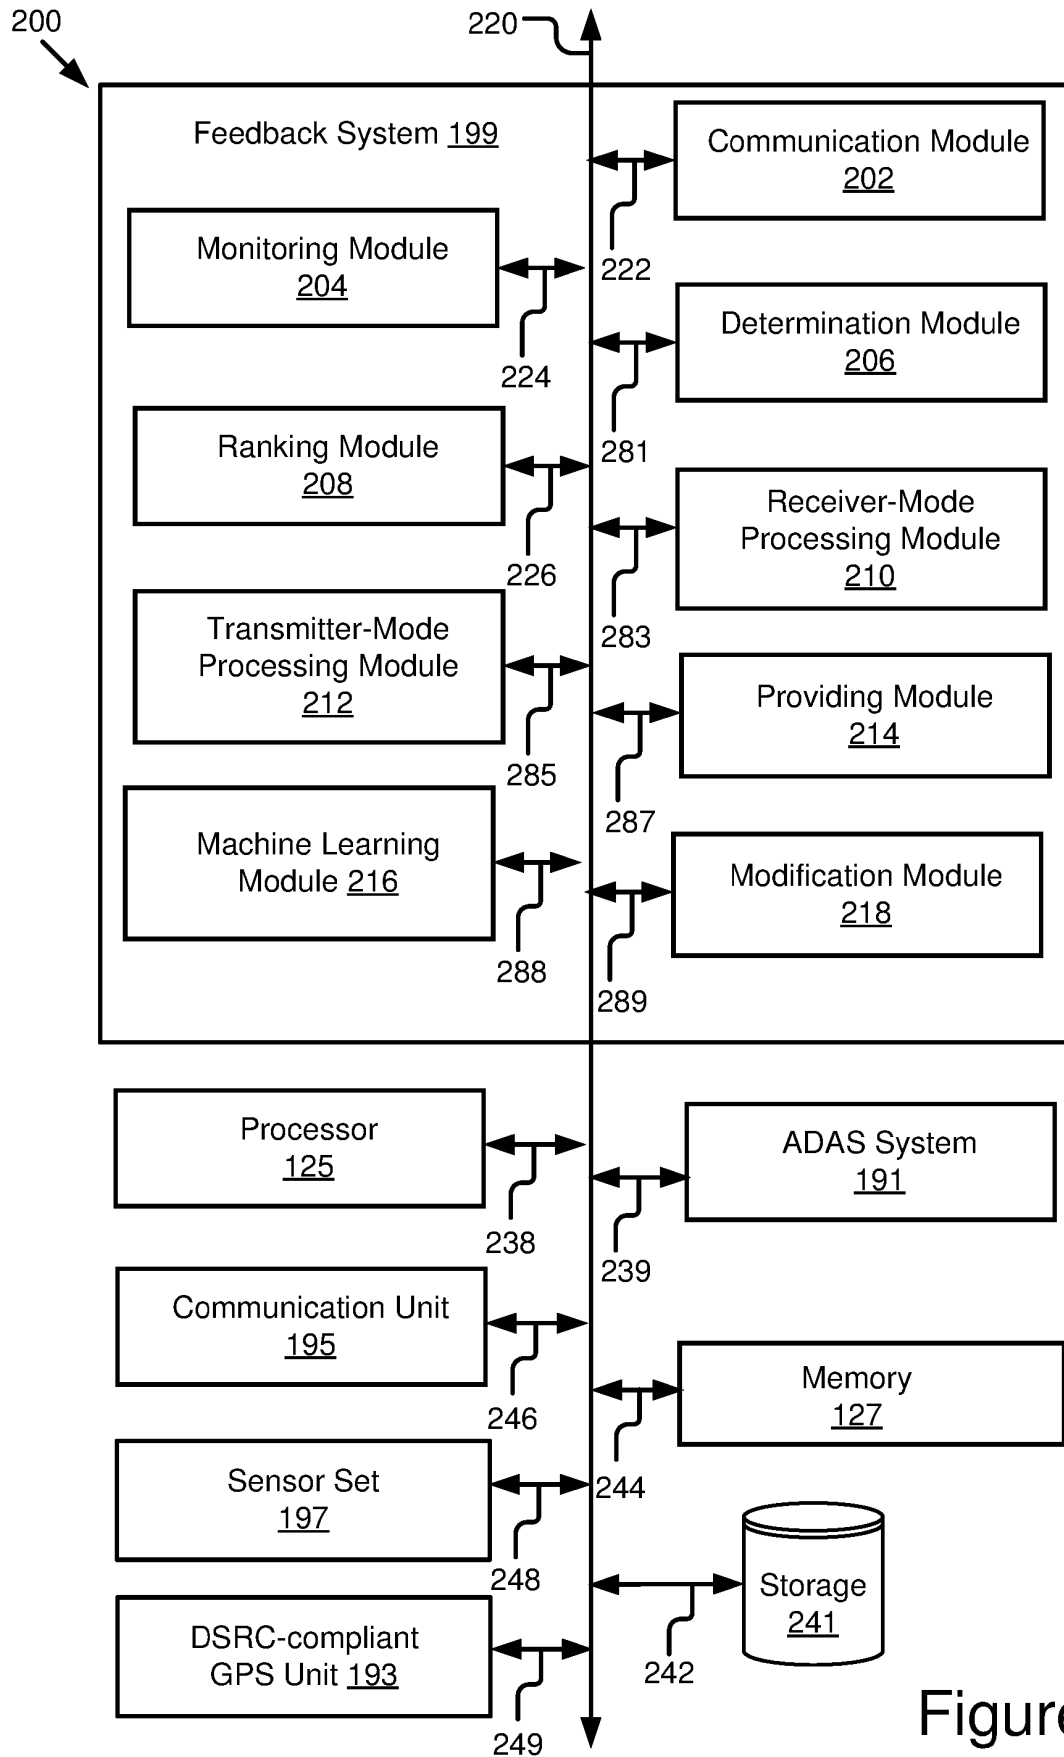 200
220
Feedback System 199
Communication Module
202
222
Monitoring Module
204
224
Determination Module
206
281
Ranking Module
208
226
Receiver-Mode
Processing Module
210
283
Transmitter-Mode
Processing Module
212
285
Providing Module
214
287
Machine Learning
Module 216
288
Modification Module
218
289
Processor
125
238
ADAS System
191
239
Communication Unit
195
246
Memory
127
244
Sensor Set
197
248
Storage
241
242
DSRC-compliant
GPS Unit 193
249
Figure